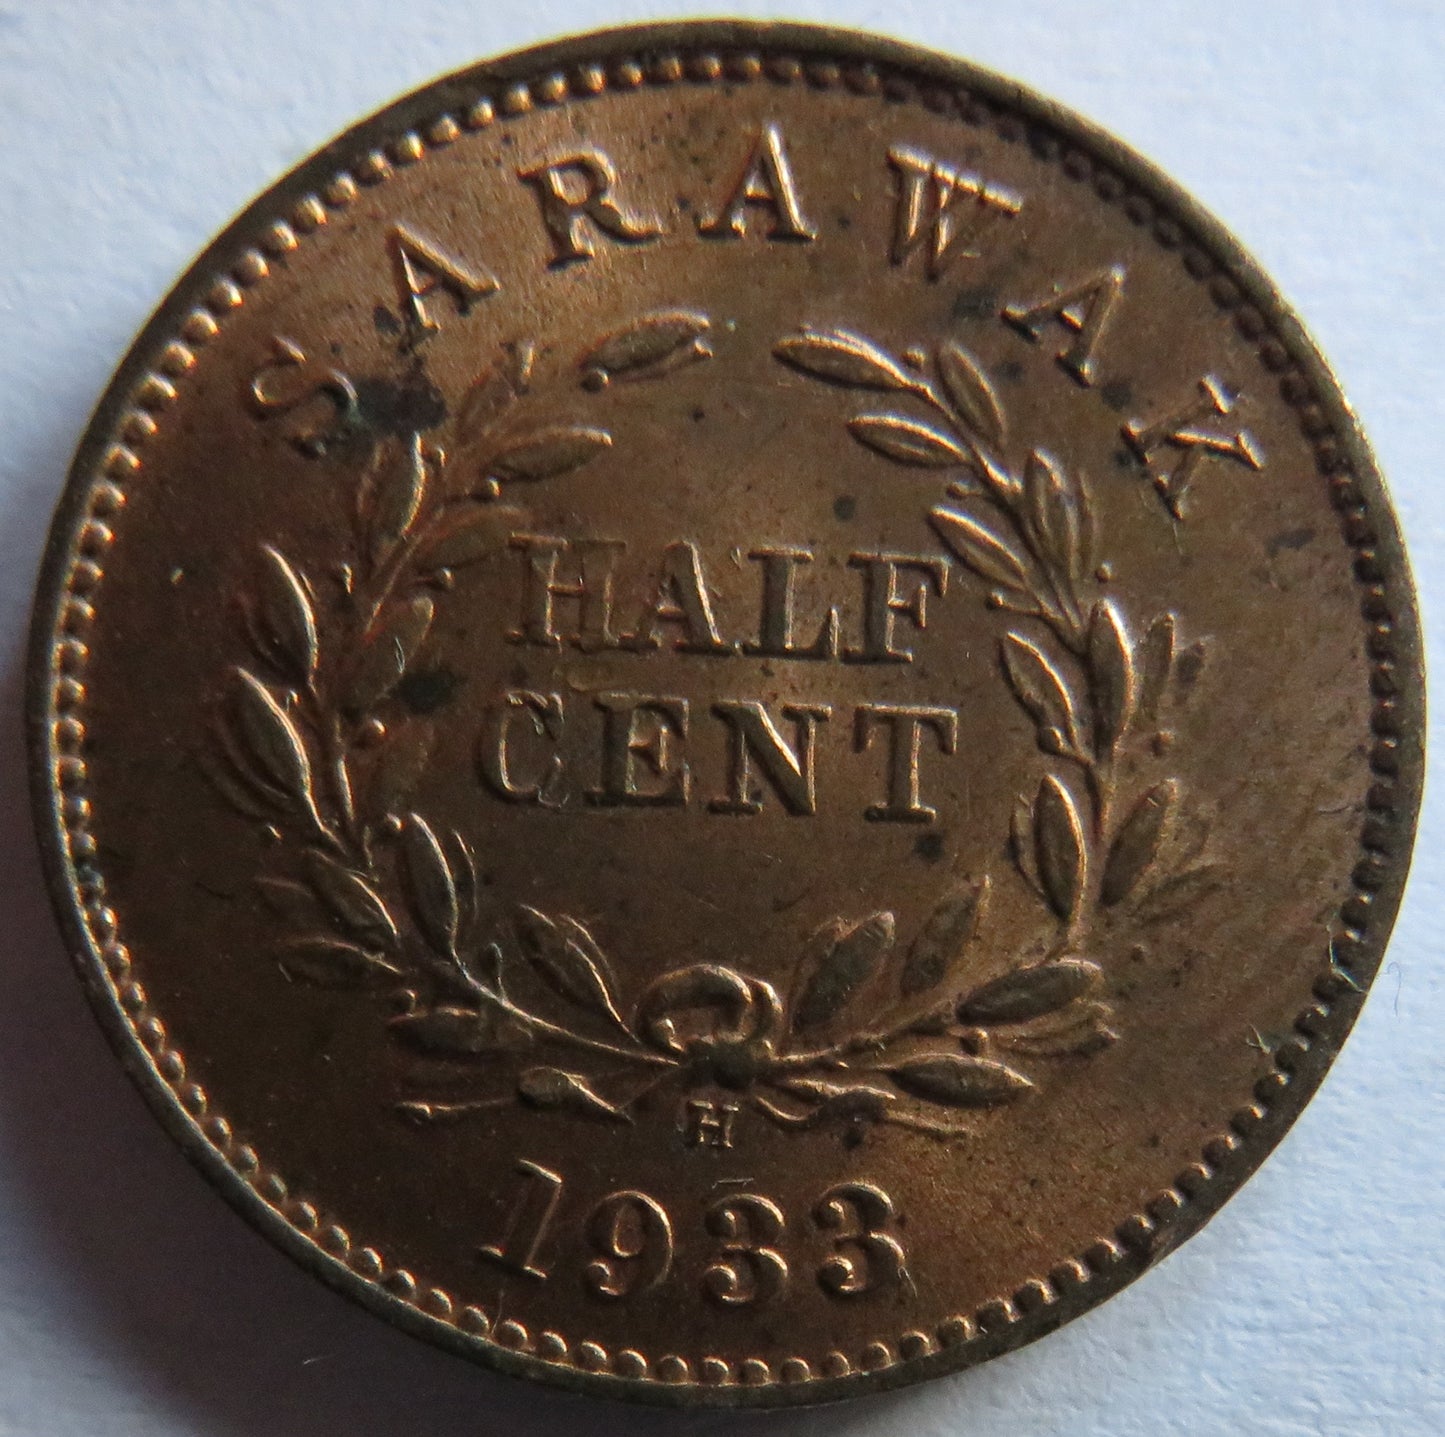 SARAWAK
HALF
CENT
H
1933